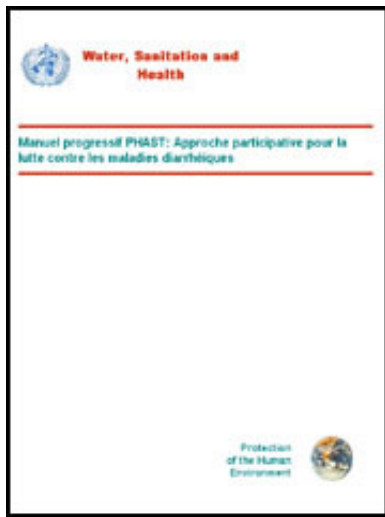 Water, Sanitation and
Health
Manuel progressif PHAST: Approche participative pour la
lutte contre les maladies diarrhéiques
Protection
of the Human
Environment